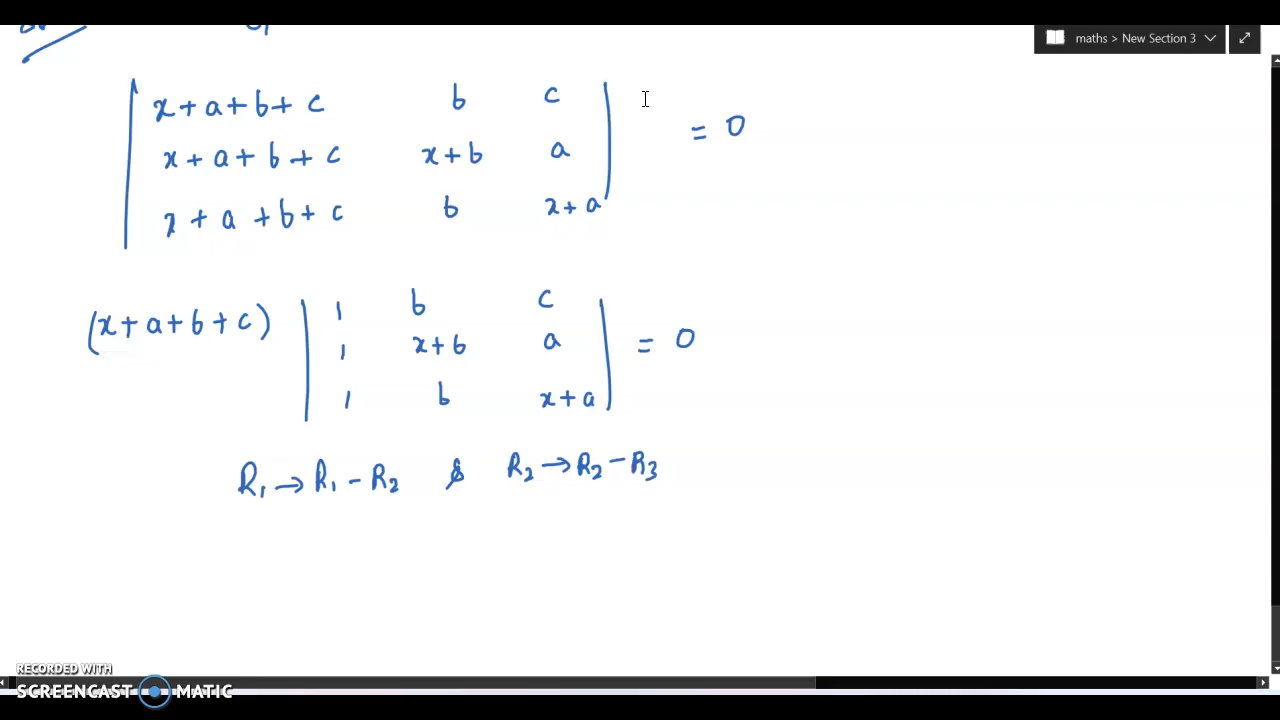 maths > New Section 3
| x+a+b+c b c |
| x+a+b+c x+b a | = 0
| x+a+b+c b x+a |
(x+a+b+c) | 1 b c |
| 1 x+b a | = 0
| 1 b x+a |
R₁→R₁-R₂ & R₂→R₂-R₃
RECORDED WITH
SCREENCAST MATIC